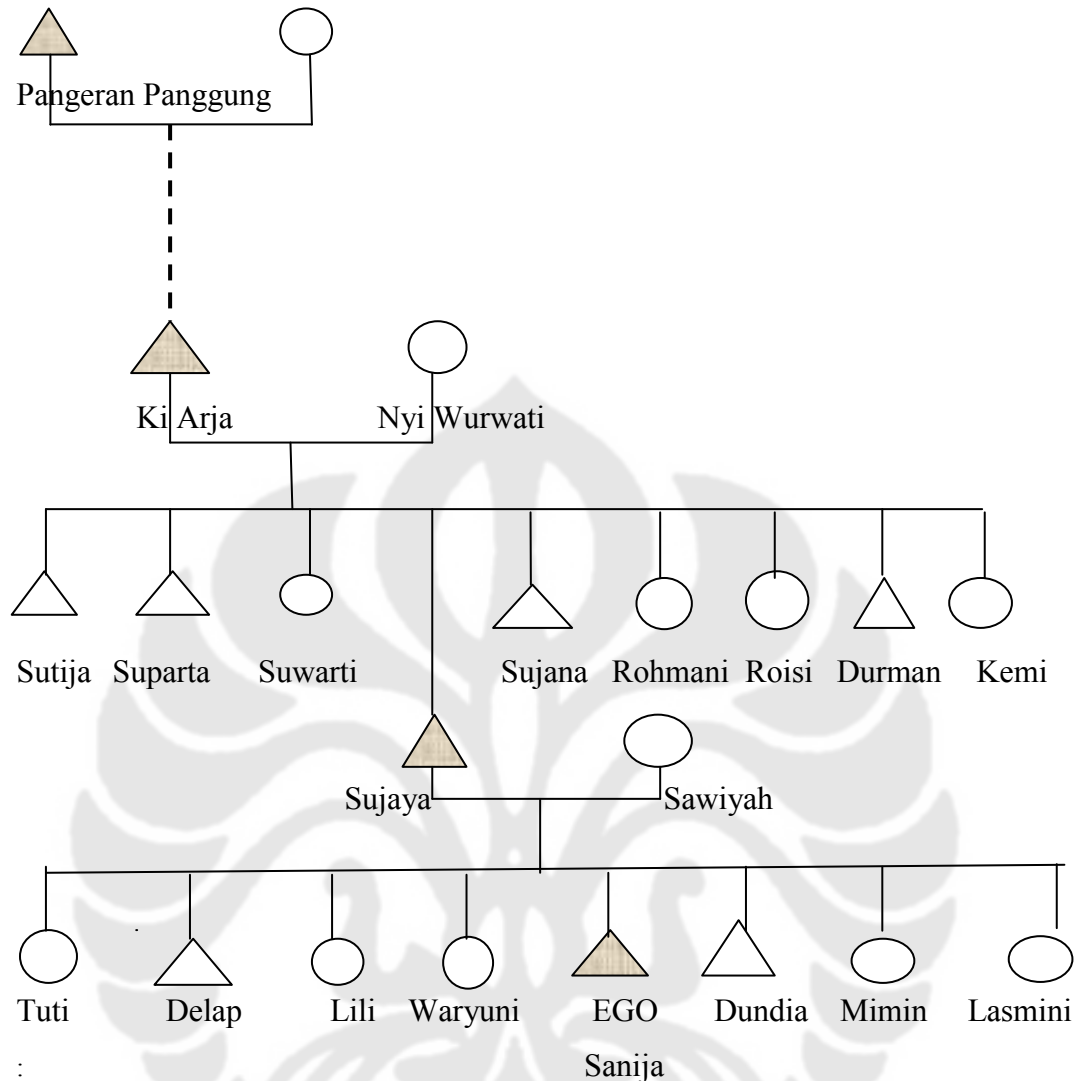 Pangeran Panggung
Ki Arja Nyi Wurwati
Sutija Suparta Suwarti Sujana Rohmani Roisi Durman Kemi
Sujaya Sawiyah
Tuti Delap Lili Waryuni EGO Dundia Mimin Lasmini
: Sanija